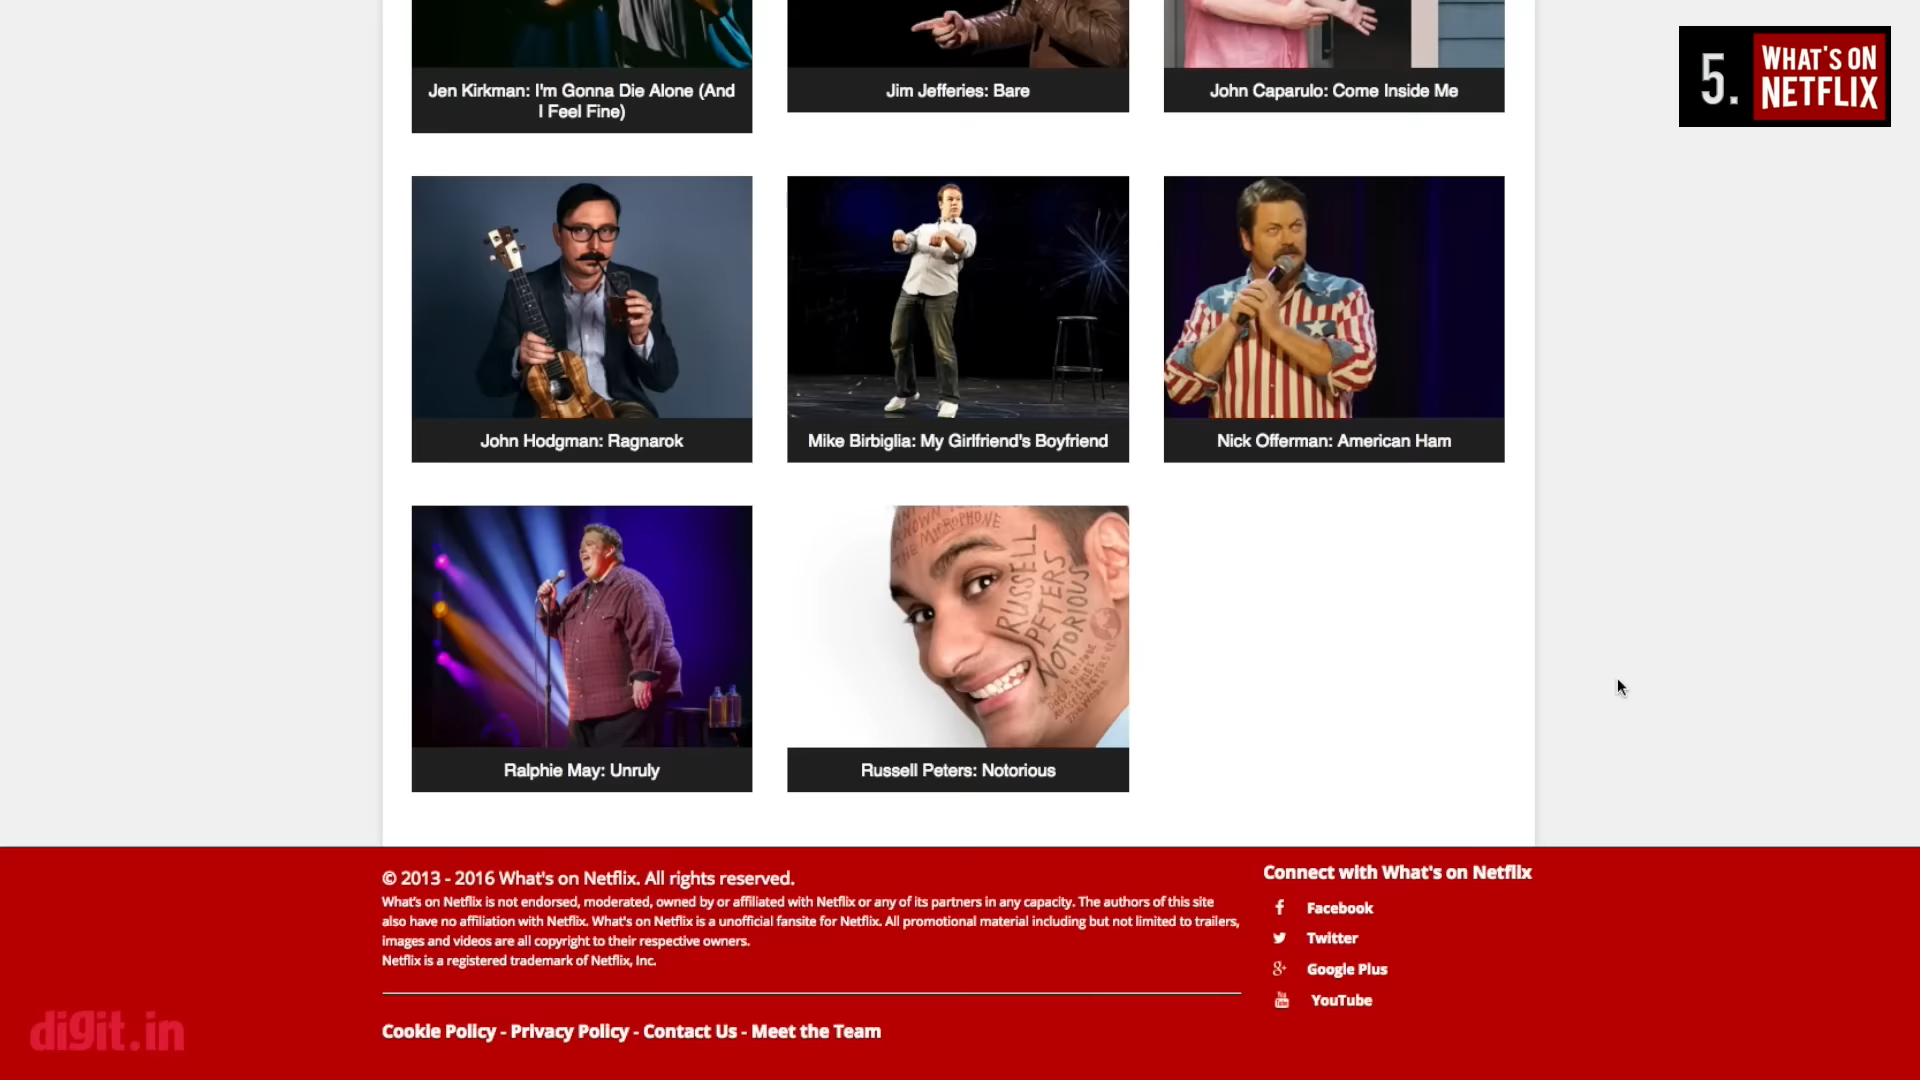 Jen Kirkman: I'm Gonna Die Alone (And
I Feel Fine)
Jim Jefferies: Bare
John Caparulo: Come Inside Me
5.
WHAT'S ON
NETFLIX
John Hodgman: Ragnarok
Mike Birbiglia: My Girlfriend's Boyfriend
Nick Offerman: American Ham
THE MICROPHONE
RUSSELL
PETERS
NOTORIOUS
Ralphie May: Unruly
Russell Peters: Notorious
© 2013 - 2016 What's on Netflix. All rights reserved.
What's on Netflix is not endorsed, moderated, owned by or affiliated with Netflix or any of its partners in any capacity. The authors of this site
also have no affiliation with Netflix. What's on Netflix is a unofficial fansite for Netflix. All promotional material including but not limited to trailers,
images and videos are all copyright to their respective owners.
Netflix is a registered trademark of Netflix, Inc.
Cookie Policy - Privacy Policy - Contact Us - Meet the Team
Connect with What's on Netflix
Facebook
Twitter
Google Plus
YouTube
digit.in